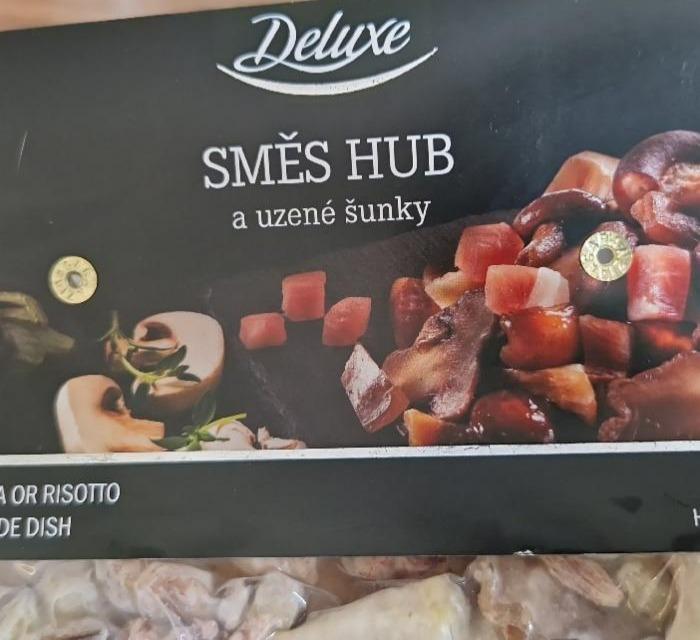 Deluxe
SMĚS HUB
a uzené šunky
A OR RISOTTO
DE DISH
H